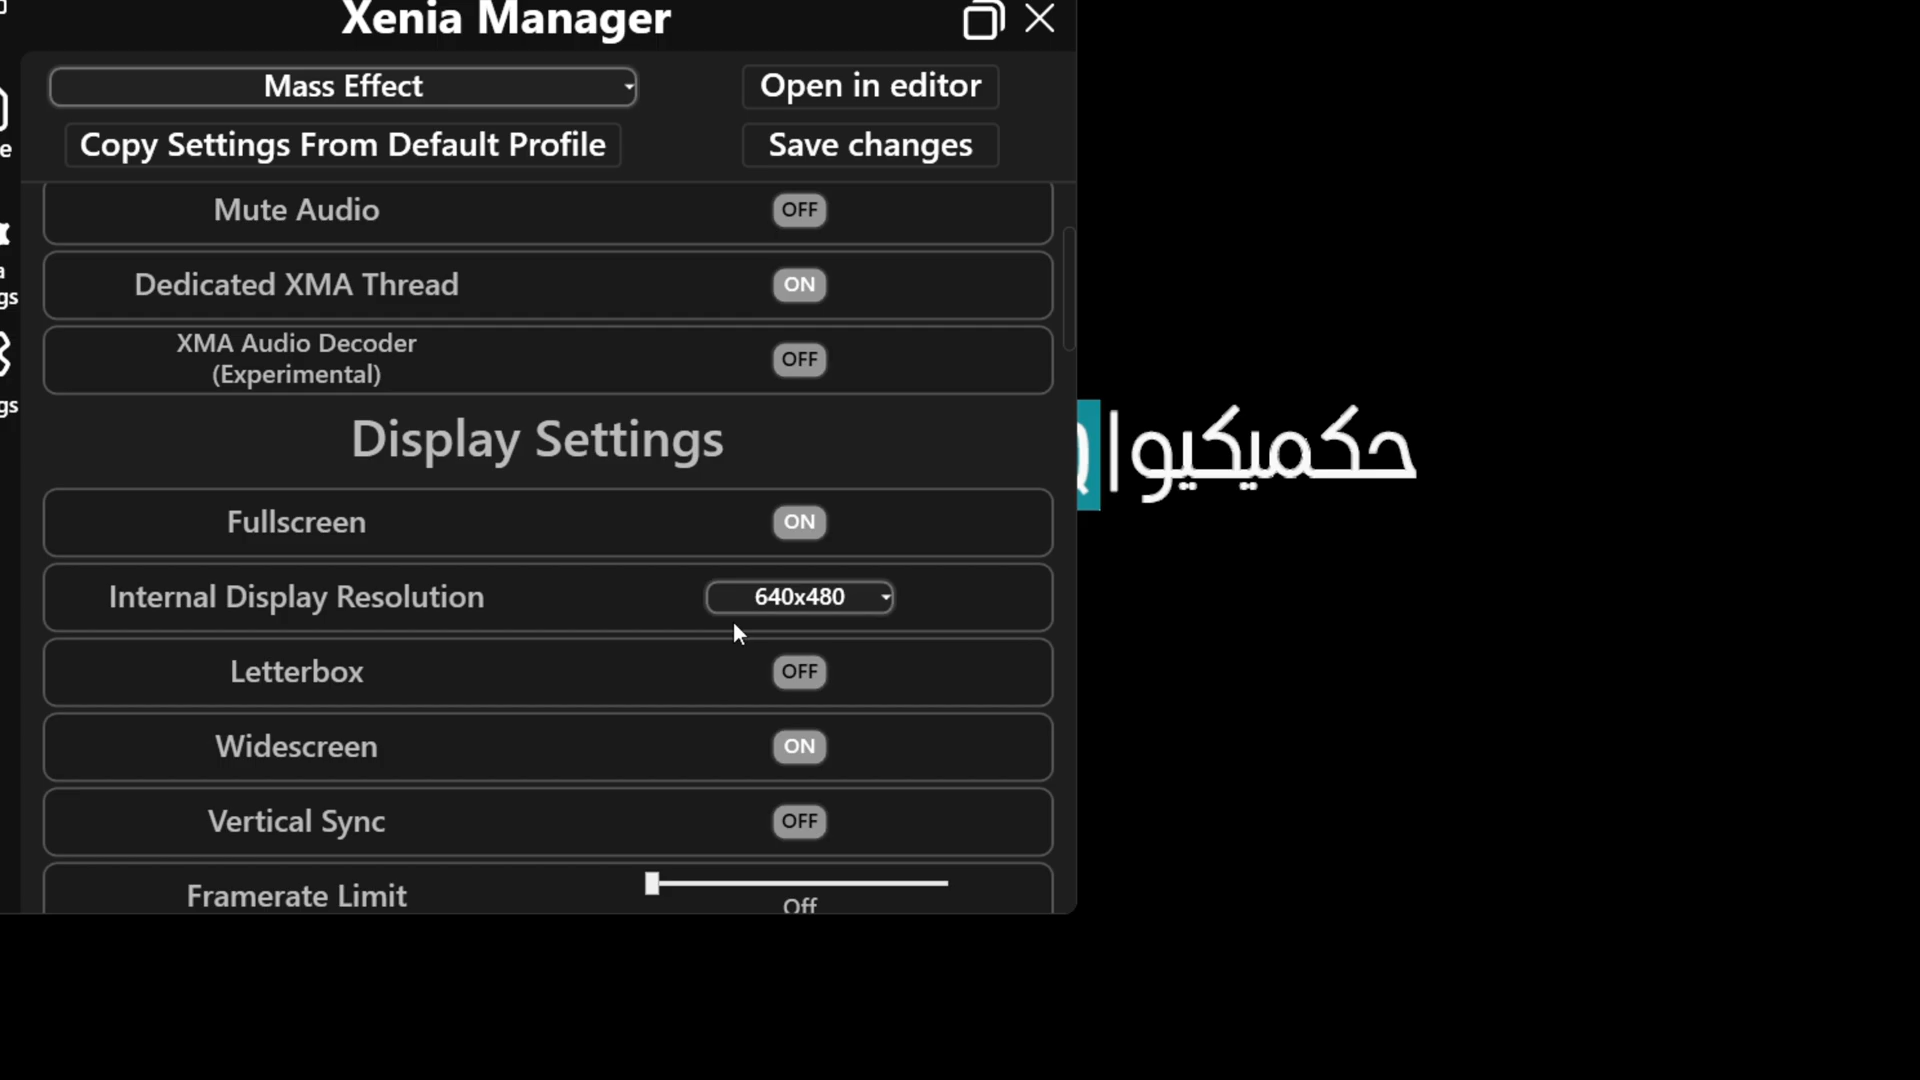 Xenia Manager
Mass Effect
Open in editor
Copy Settings From Default Profile
Save changes
Mute Audio
OFF
Dedicated XMA Thread
ON
XMA Audio Decoder
(Experimental)
OFF
Display Settings
Fullscreen
ON
Internal Display Resolution
640x480
Letterbox
OFF
Widescreen
ON
Vertical Sync
OFF
Framerate Limit
Off
حكميكيو